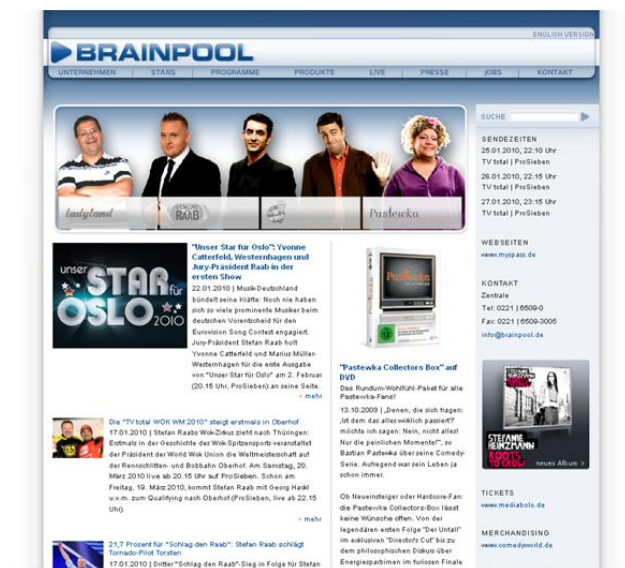 ENGLISH VERSION
BRAINPOOL
UNTERNEHMEN | STARS | PROGRAMME PRODUKTE LIVE | PRESSE | JOBS | KONTAKT
ladyland
RAAB
Pastewka
"Unser Star für Oslo": Yvonne
Catterfeld, Westernhagen und
Jury-Präsident Raab in der
ersten Show
22.01.2010 | Musik-Deutschland
bündelt seine Kräfte: Noch nie haben
sich so viele prominente Musiker beim
deutschen Vorentscheid für den
Eurovision Song Contest engagiert.
Jury-Präsident Stefan Raab holt
Yvonne Catterfeld und Marius Müller-
Westernhagen für die erste Ausgabe
von "Unser Star für Oslo" am 2. Februar
(20.15 Uhr, ProSieben) an seine Seite.
» mehr
unser
STAR für
OSLO 2010
Die "TV total WOK WM 2010" steigt erstmals in Oberhof
17.01.2010 | Stefan Raabs Wok-Zirkus zieht nach Thüringen:
Erstmals in der Geschichte des Wok-Spitzensports veranstaltet
der Präsident der World Wok Union die Weltmeisterschaft auf
der Rennschlitten- und Bobbahn Oberhof. Am Samstag, 20.
März 2010 live ab 20.15 Uhr auf ProSieben. Schon am
Freitag, 19. März 2010, kommt Stefan Raab mit Georg Hackl
u.v.m. zum Qualifying nach Oberhof (ProSieben, live ab 22.15
Uhr).
» mehr
21,7 Prozent für "Schlag den Raab": Stefan Raab schlägt
Tornado-Pilot Torsten
17.01.2010 | Dritter "Schlag den Raab"-Sieg in Folge für Stefan
Pastewka
"Pastewka Collectors Box" auf
DVD
Das Rundum-Wohlfühl-Paket für alle
Pastewka-Fans!
13.10.2009 | „Denen, die sich fragen:
‚Ist dem das alles wirklich passiert?'
möchte ich sagen: Nein, nicht alles!
Nur die peinlichen Momente!", so
Bastian Pastewka über seine Comedy-
Serie. Aufregend war sein Leben ja
schon immer.
Ob Neueinsteiger oder Hardcore-Fan:
die Pastewka Collectors-Box lässt
keine Wünsche offen. Von der
legendären ersten Folge "Der Unfall"
im exklusiven "Director's Cut" bis zu
dem philosophischen Diskurs über
Energiesparbirnen im furiosen Finale
SUCHE
SENDEZEITEN
25.01.2010, 22:10 Uhr
TV total | ProSieben
26.01.2010, 22:15 Uhr
TV total | ProSieben
27.01.2010, 23:15 Uhr
TV total | ProSieben
WEBSEITEN
www.myspass.de
KONTAKT
Zentrale
Tel: 0221 | 6509-0
Fax: 0221 | 6509-3005
info@brainpool.de
STEFANIE
HEINZMANN
ROOTS
TO GROW
neues Album >
TICKETS
www.mediabolo.de
MERCHANDISING
www.comedyworld.de